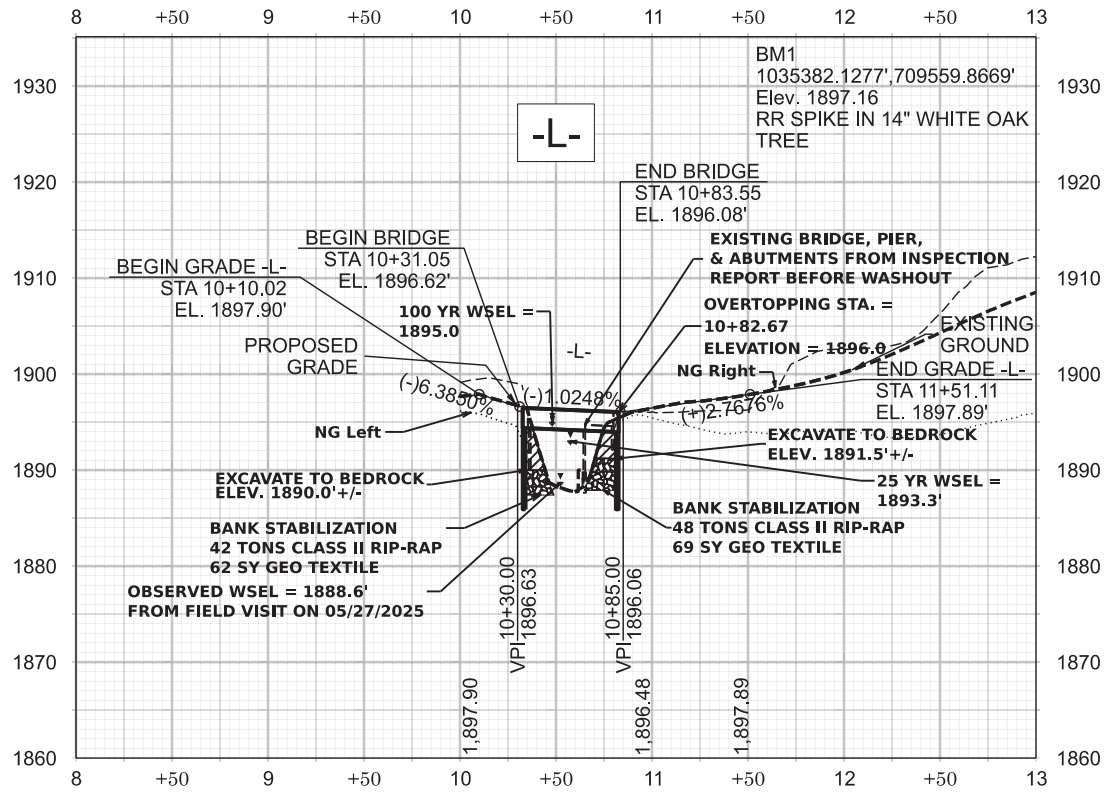 8 +50 9 +50 10 +50 11 +50 12 +50 13
1930
1920
1910
1900
1890
1880
1870
1860
1930
1920
1910
1900
1890
1880
1870
1860
BM1
1035382.1277',709559.8669'
Elev. 1897.16
RR SPIKE IN 14" WHITE OAK
TREE
-L-
END BRIDGE
STA 10+83.55
EL. 1896.08'
BEGIN BRIDGE
STA 10+31.05
EL. 1896.62'
EXISTING BRIDGE, PIER,
& ABUTMENTS FROM INSPECTION
REPORT BEFORE WASHOUT
BEGIN GRADE -L-
STA 10+10.02
EL. 1897.90'
100 YR WSEL =
1895.0
OVERTOPPING STA. =
10+82.67
ELEVATION = 1896.0
PROPOSED
GRADE
-L-
EXISTING
GROUND
NG Right
END GRADE -L-
STA 11+51.11
EL. 1897.89'
(-)6.3850%
(-)1.0248%
(+)2.7676%
NG Left
EXCAVATE TO BEDROCK
ELEV. 1891.5'+/-
EXCAVATE TO BEDROCK
ELEV. 1890.0'+/-
25 YR WSEL =
1893.3'
BANK STABILIZATION
42 TONS CLASS II RIP-RAP
62 SY GEO TEXTILE
BANK STABILIZATION
48 TONS CLASS II RIP-RAP
69 SY GEO TEXTILE
OBSERVED WSEL = 1888.6'
FROM FIELD VISIT ON 05/27/2025
VPI 10+30.00
1896.63
VPI 10+85.00
1896.06
1,897.90
1,896.48
1,897.89
8 +50 9 +50 10 +50 11 +50 12 +50 13